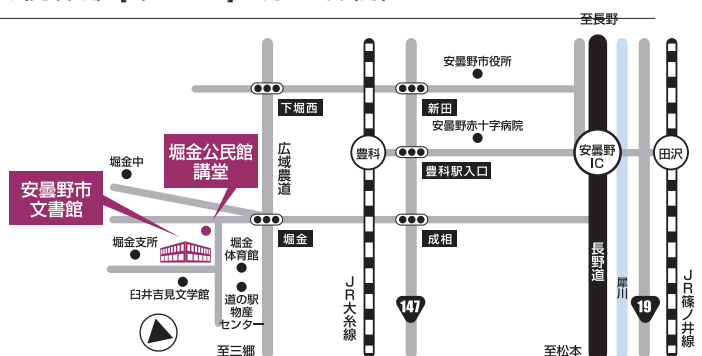 至長野
安曇野市役所
下堀西
新田
安曇野赤十字病院
堀金公民館
講堂
広域農道
豊科
安曇野
IC
田沢
堀金中
豊科駅入口
安曇野市
文書館
堀金
成相
堀金支所
堀金
体育館
長野道
犀川
JR大糸線
JR篠ノ井線
臼井吉見文学館
道の駅
物産
センター
147
19
至三郷
至松本